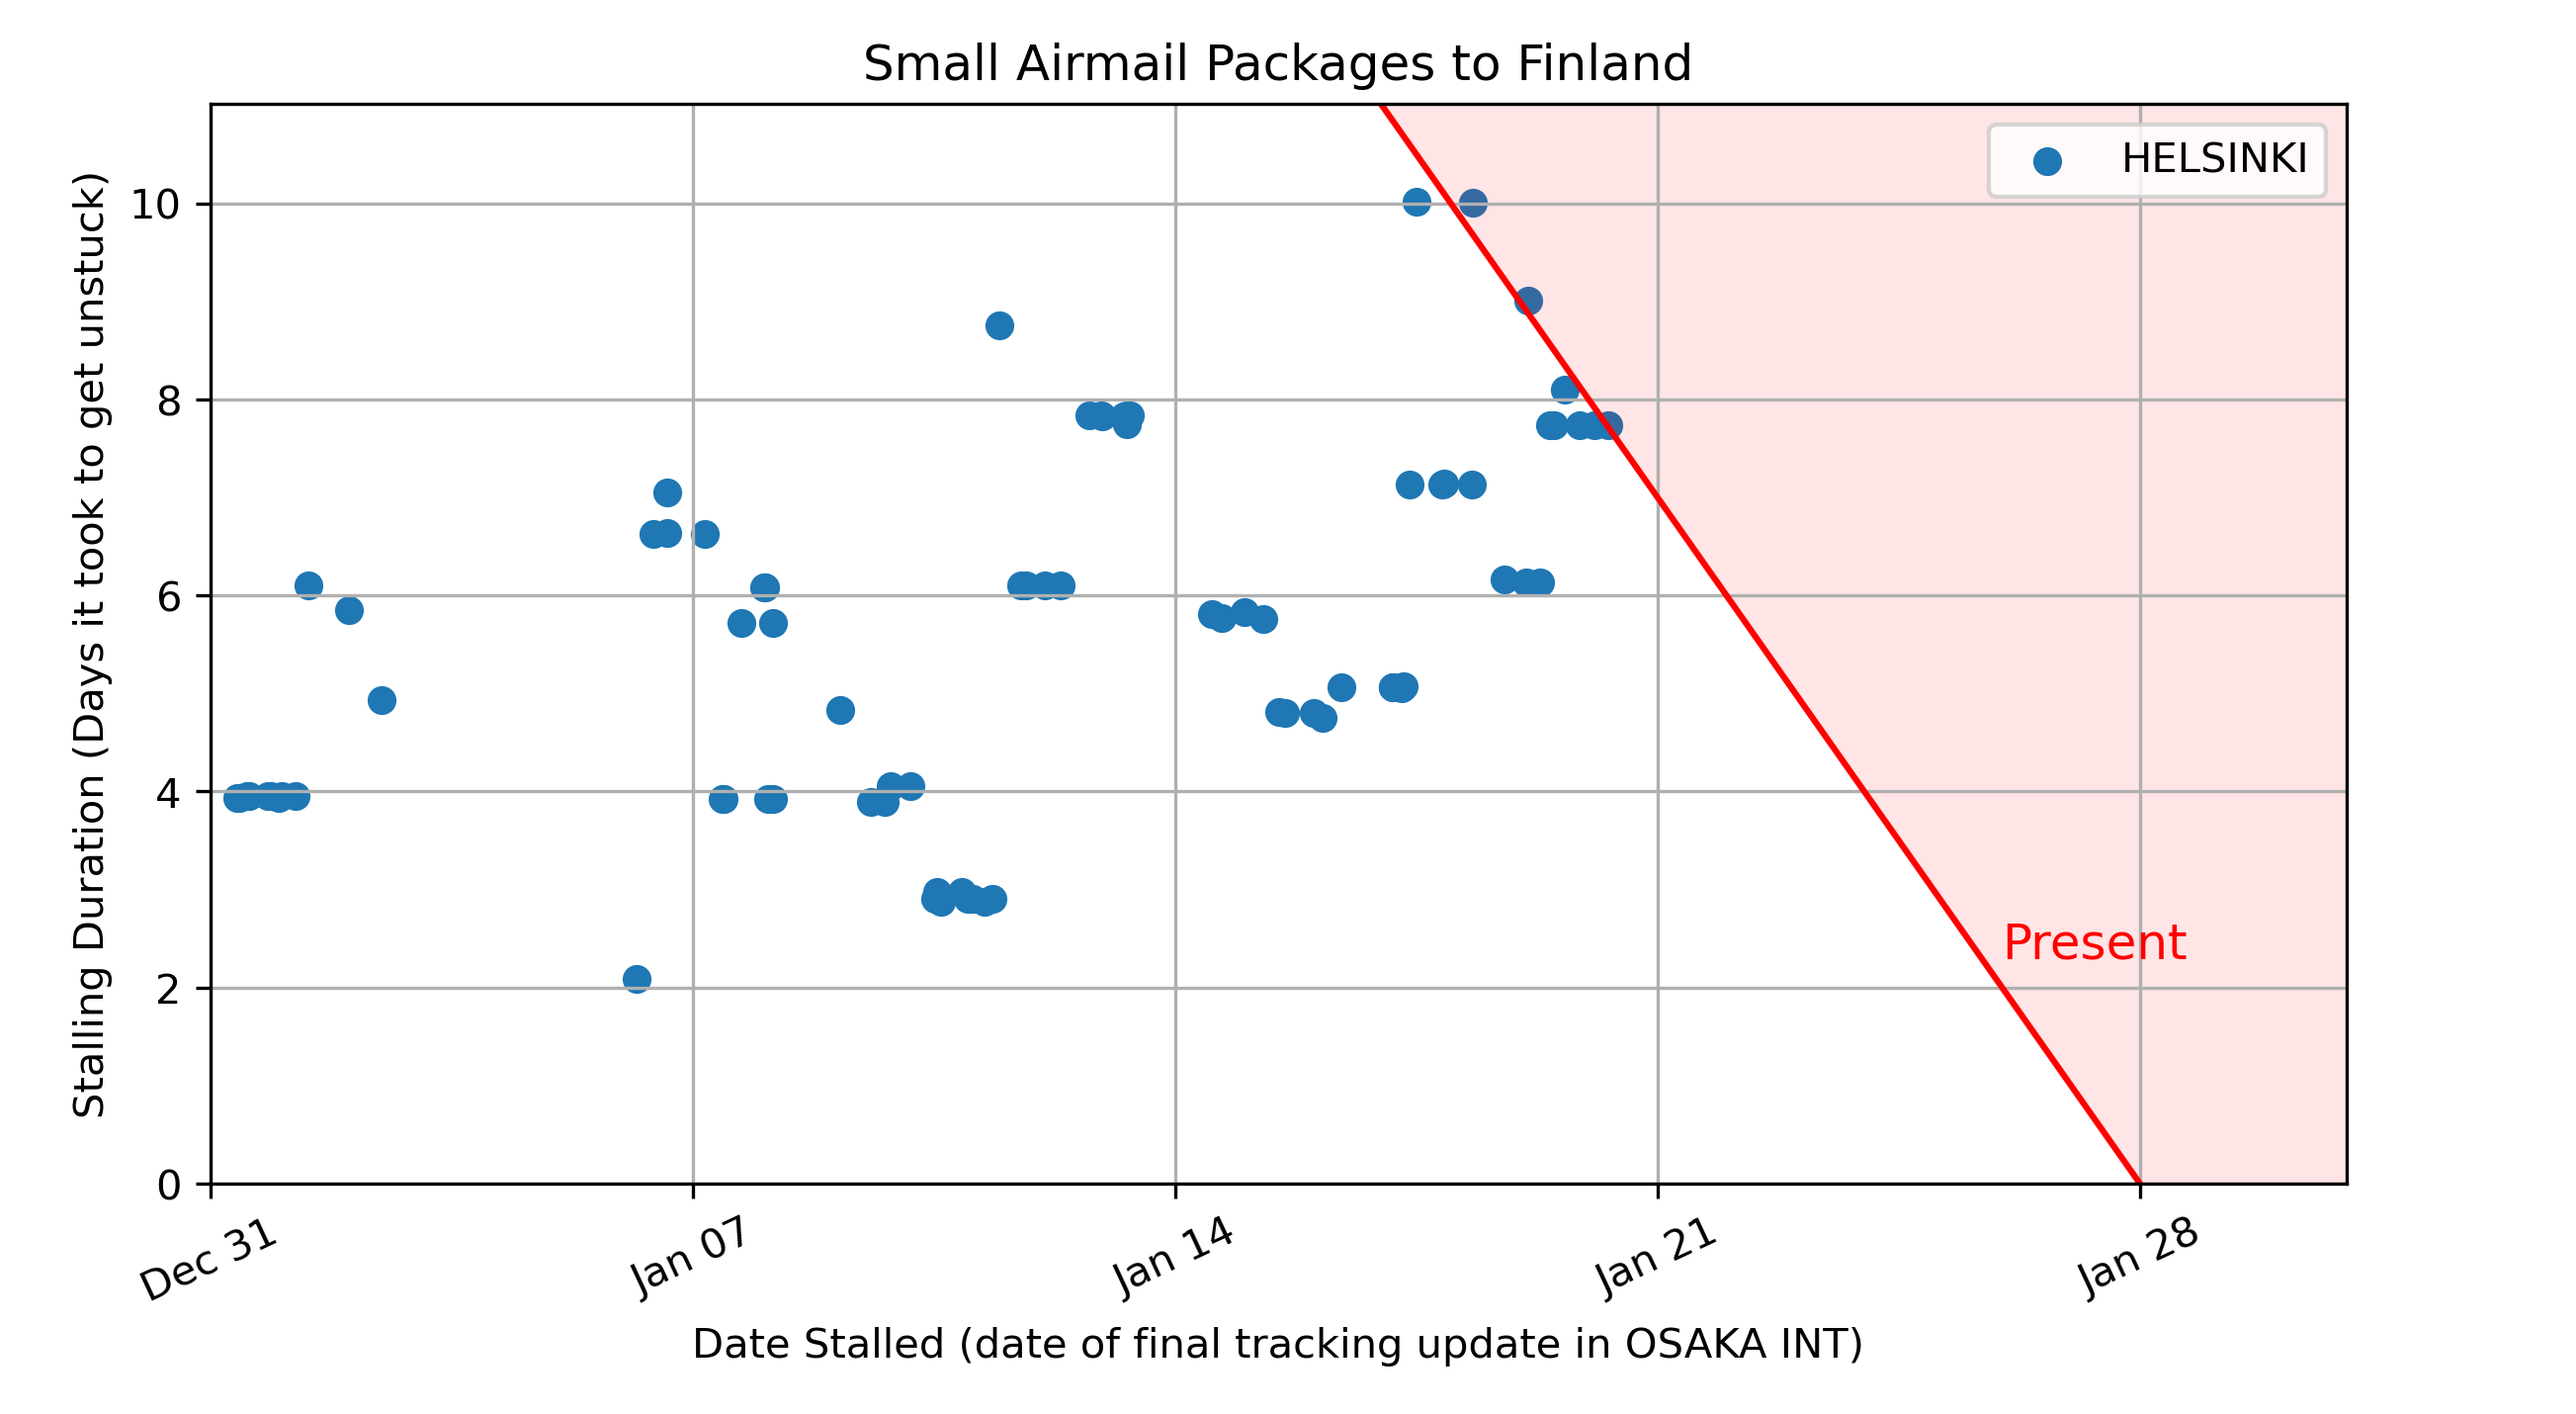 Small Airmail Packages to Finland
HELSINKI
Stalling Duration (Days it took to get unstuck)
10
8
6
4
2
0
Present
Dec 31
Jan 07
Jan 14
Jan 21
Jan 28
Date Stalled (date of final tracking update in OSAKA INT)